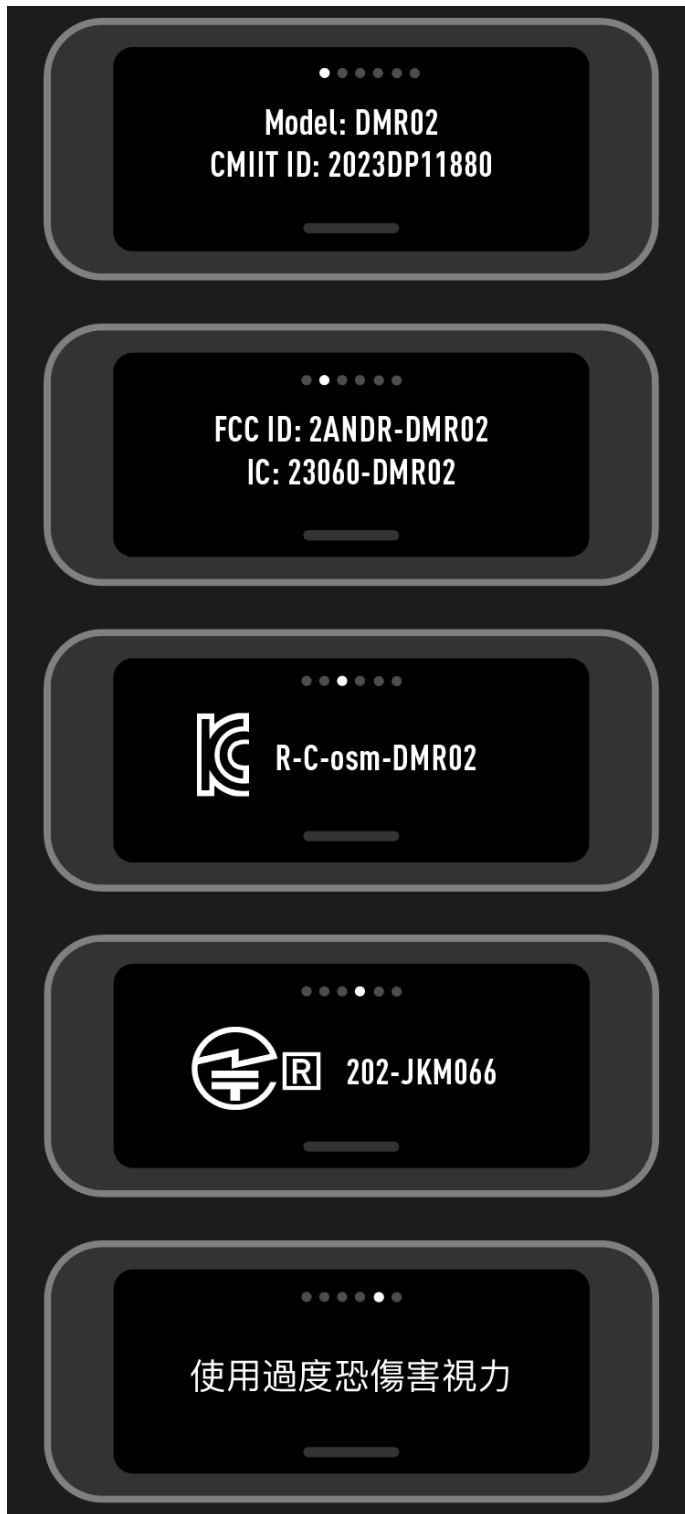 Model: DMR02
CMIIT ID: 2023DP11880
FCC ID: 2ANDR-DMR02
IC: 23060-DMR02
R-C-osm-DMR02
R 202-JKM066
使用過度恐傷害視力